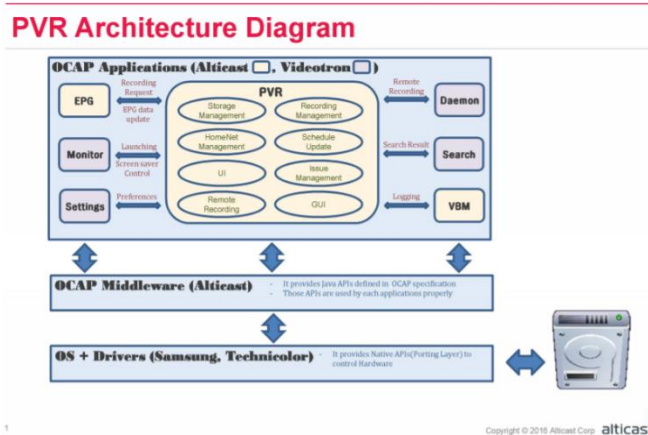 PVR Architecture Diagram
OCAP Applications (Alticast , Videotron )
EPG
Recording
Request
EPG data
update
PVR
Storage
Management
Recording
Management
HomeNet
Management
Schedule
Update
UI
Issue
Management
Remote
Recording
GUI
Remote
Recording
Daemon
Monitor
Launching
Screen saver
Control
Search Result
Search
Settings
Preferences
Logging
VBM
OCAP Middleware (Alticast)
- It provides Java APIs defined in OCAP specification
- Those APIs are used by each applications properly
OS + Drivers (Samsung, Technicolor)
- It provides Native APIs(Porting Layer) to
control Hardware
1
Copyright © 2016 Alticast Corp alticas